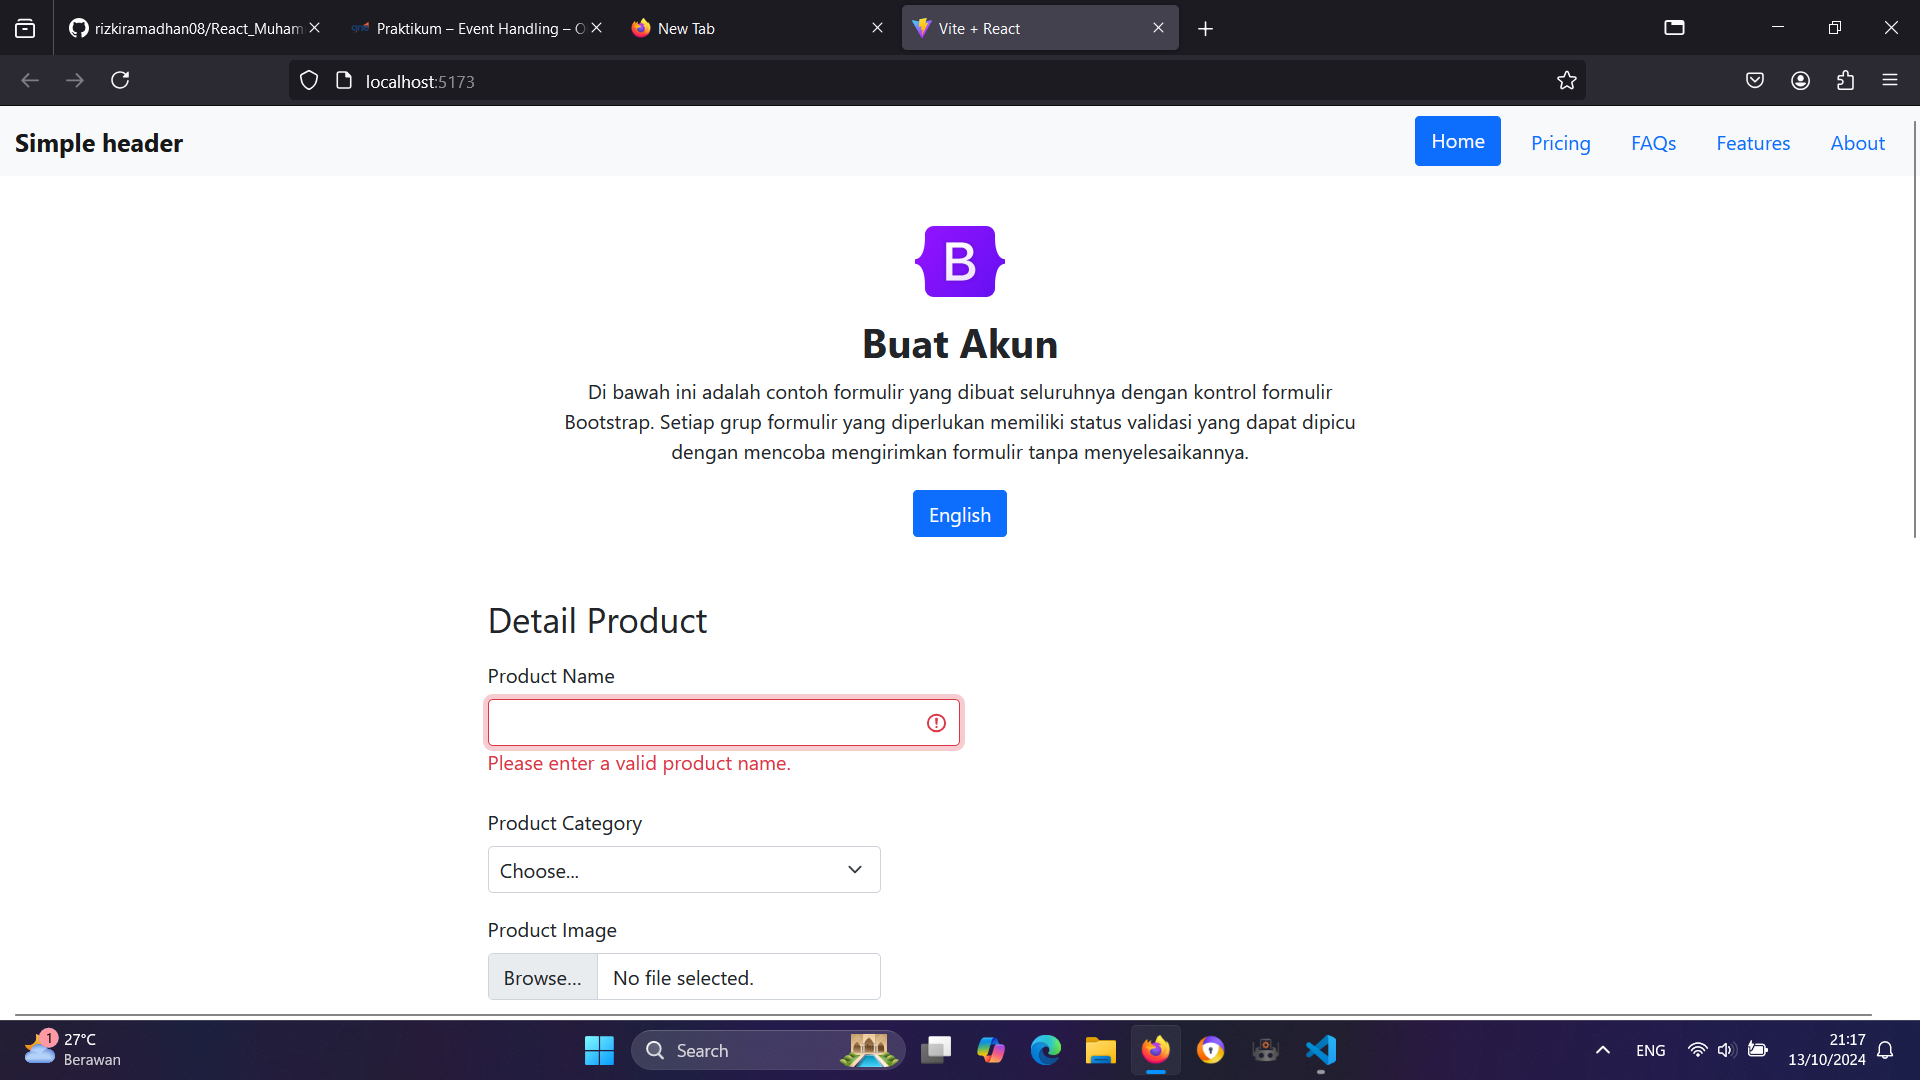 rizkiramadhan08/React_Muham
Praktikum – Event Handling – O
New Tab
Vite + React
localhost:5173
Simple header
Home
Pricing
FAQs
Features
About
B
Buat Akun
Di bawah ini adalah contoh formulir yang dibuat seluruhnya dengan kontrol formulir
Bootstrap. Setiap grup formulir yang diperlukan memiliki status validasi yang dapat dipicu
dengan mencoba mengirimkan formulir tanpa menyelesaikannya.
English
Detail Product
Product Name
Please enter a valid product name.
Product Category
Choose...
Product Image
Browse...
No file selected.
1
27°C
Berawan
Search
ENG
21:17
13/10/2024